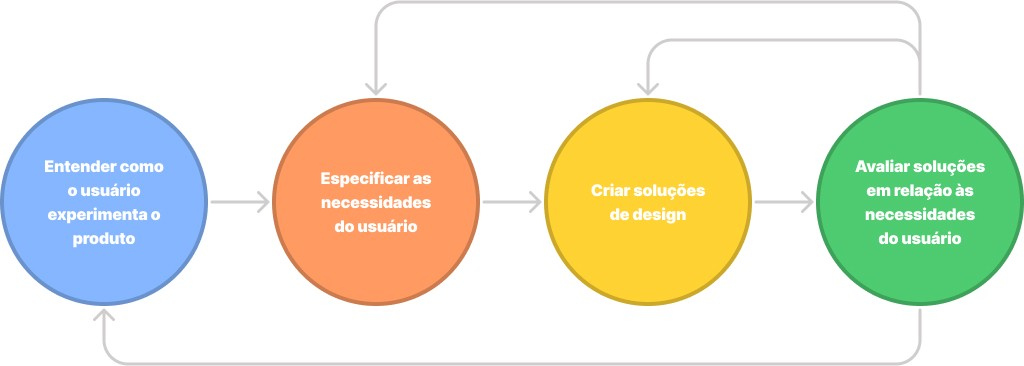 Entender como
o usuário
experimenta o
produto
Especificar as
necessidades
do usuário
Criar soluções
de design
Avaliar soluções
em relação às
necessidades
do usuário